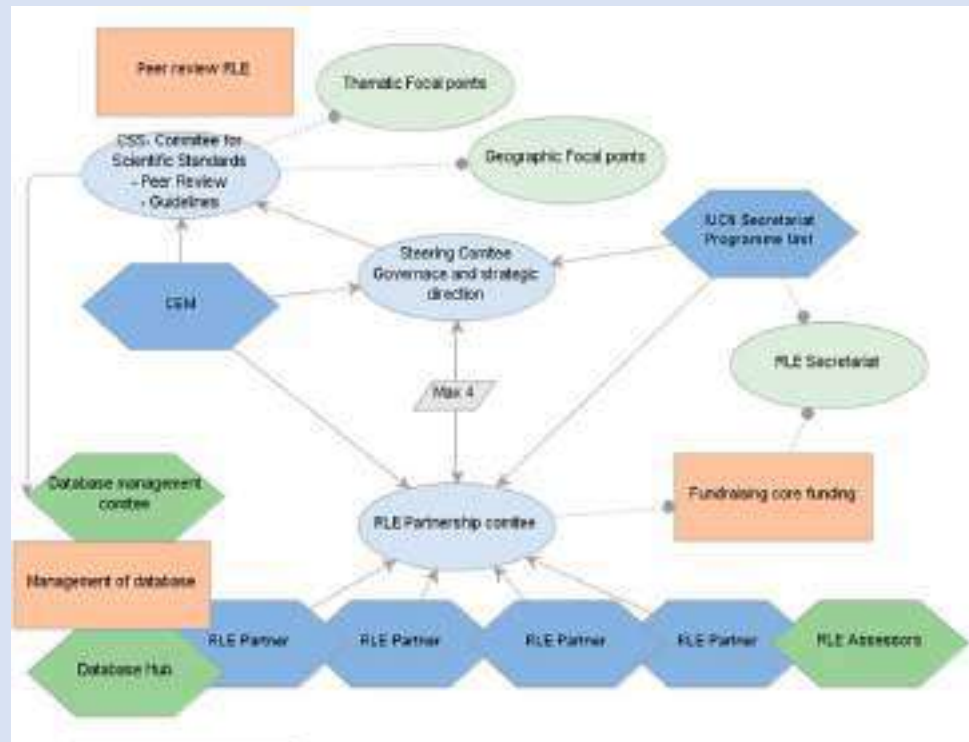 Peer review RLE
Thematic Focal points
CSS- Commitee for
Scientific Standards
- Peer Review
- Guidelines
Geographic Focal points
IUCN Secretariat
Programme Unit
Steering Comitee
Governace and strategic
direction
CEM
RLE Secretariat
Max 4
Database management
comitee
Fundraising core funding
RLE Partnership comitee
Management of database
RLE Partner
RLE Partner
RLE Partner
RLE Partner
RLE Assessors
Database Hub